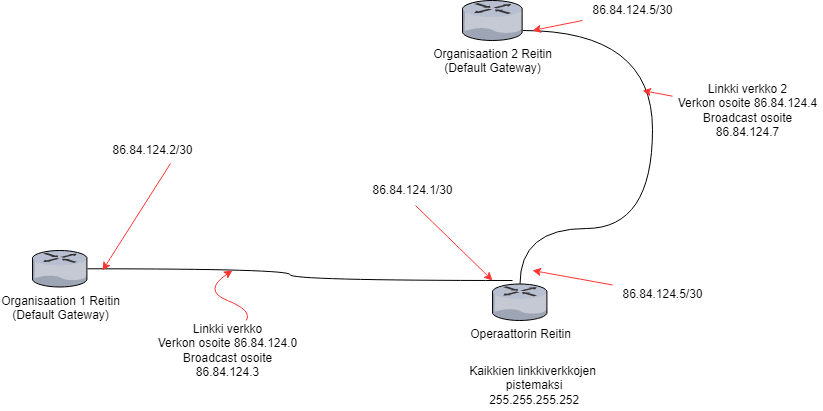 86.84.124.5/30
Organisaation 2 Reitin
(Default Gateway)
Linkki verkko 2
Verkon osoite 86.84.124.4
Broadcast osoite
86.84.124.7
86.84.124.2/30
86.84.124.1/30
Organisaation 1 Reitin
(Default Gateway)
86.84.124.5/30
Linkki verkko
Verkon osoite 86.84.124.0
Broadcast osoite
86.84.124.3
Operaattorin Reitin
Kaikkien linkkiverkkojen
pistemaksi
255.255.255.252